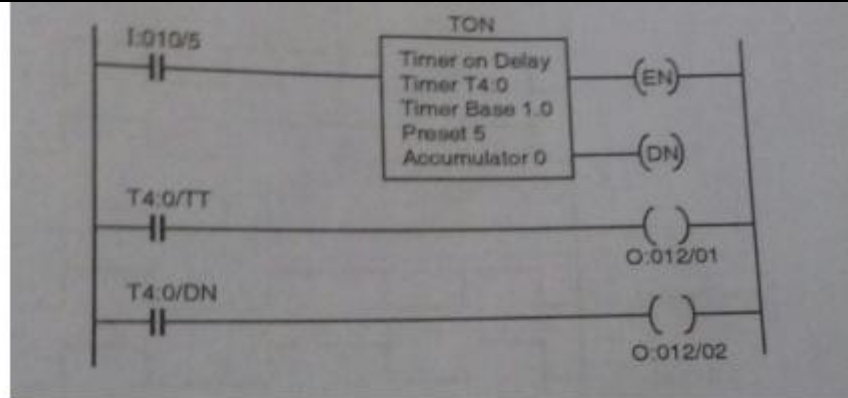 TON
I:010/5
Timer on Delay
Timer T4:0
Timer Base 1.0
Preset 5
Accumulator 0
(EN)
(DN)
T4:0/TT
O:012/01
T4:0/DN
O:012/02